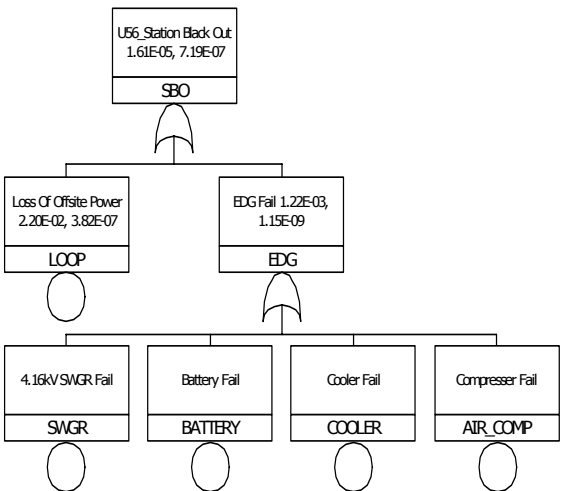 U56_Station Black Out
1.61E-05, 7.19E-07
SBO
Loss Of Offsite Power
2.20E-02, 3.82E-07
LOOP
EDG Fail 1.22E-03,
1.15E-09
EDG
4.16kV SWGR Fail
SWGR
Battery Fail
BATTERY
Cooler Fail
COOLER
Compresser Fail
AIR_COMP